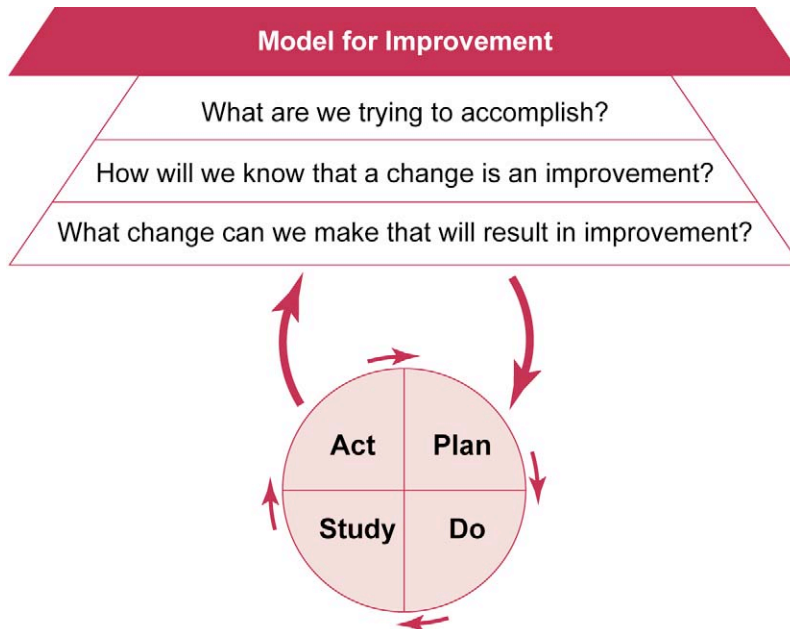 Model for Improvement
What are we trying to accomplish?
How will we know that a change is an improvement?
What change can we make that will result in improvement?
Act
Plan
Study
Do